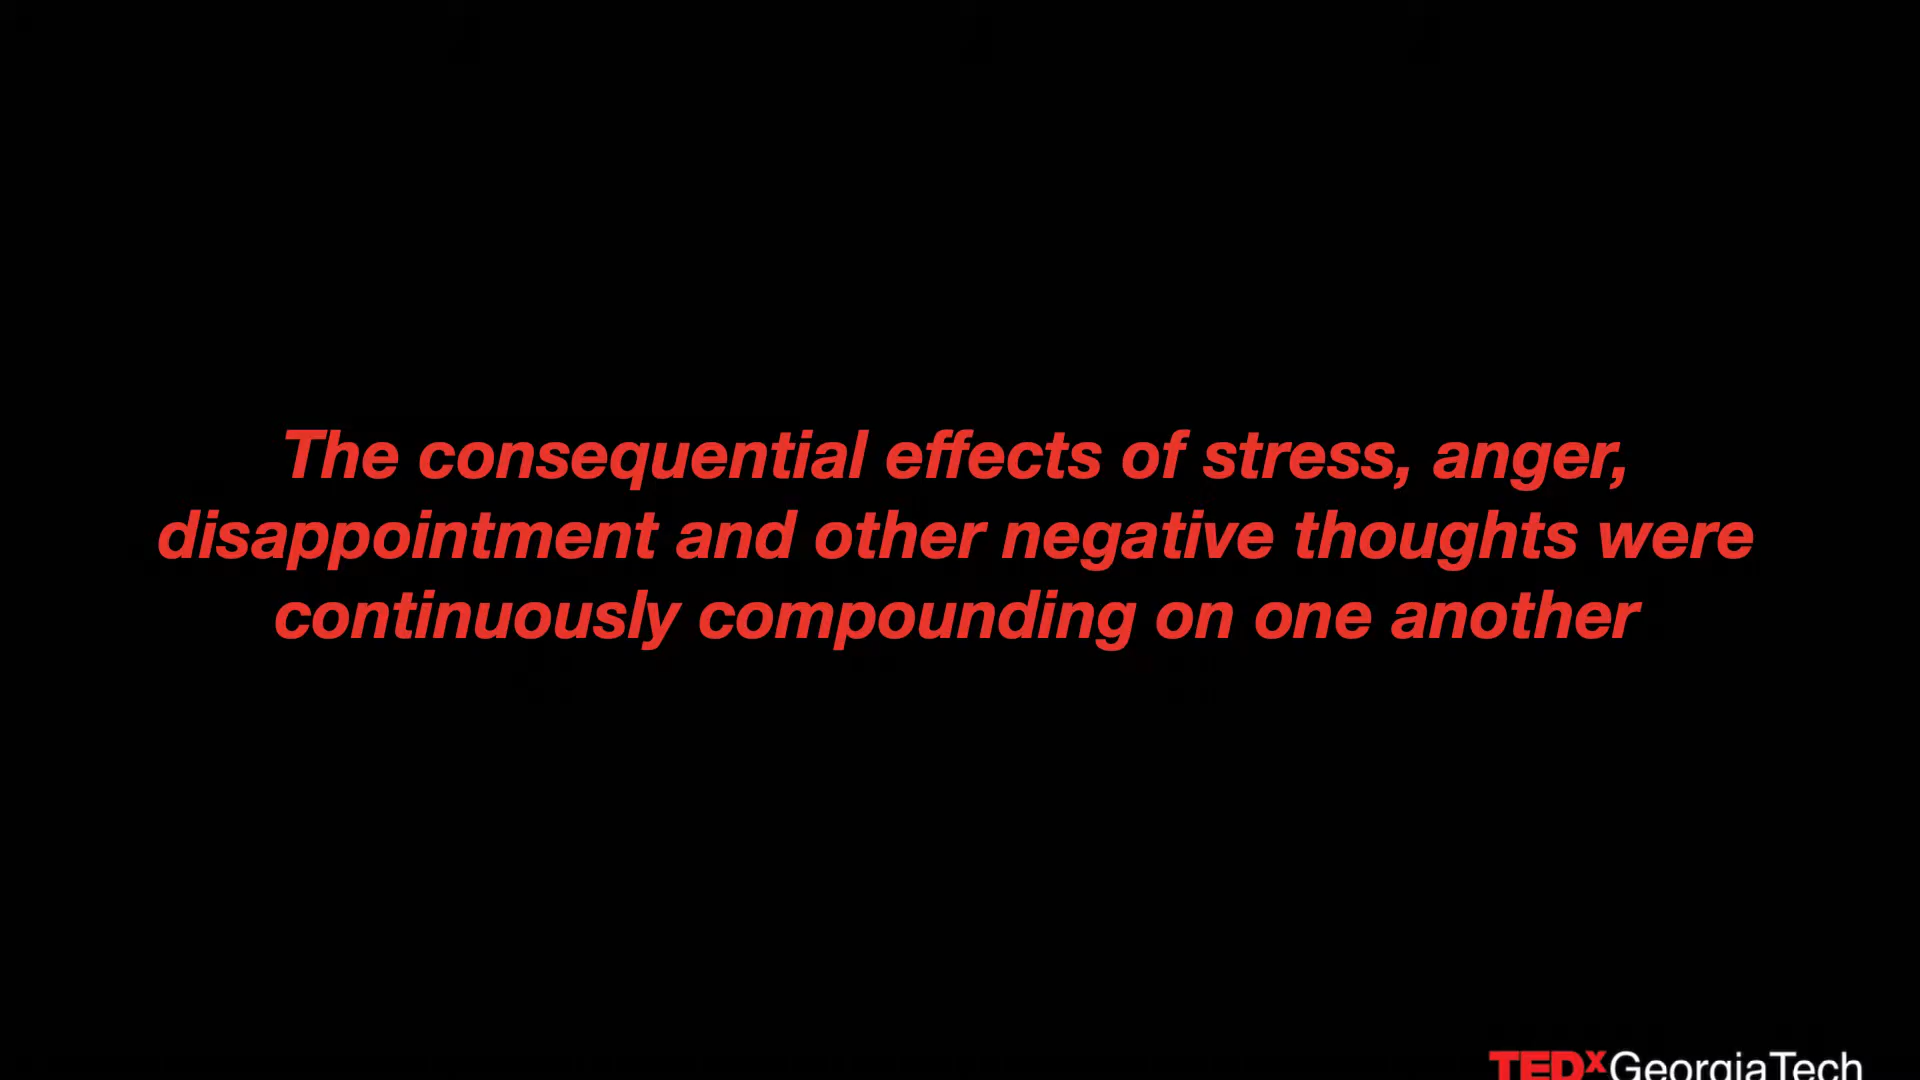 The consequential effects of stress, anger,
disappointment and other negative thoughts were
continuously compounding on one another
TEDxGeorgiaTech